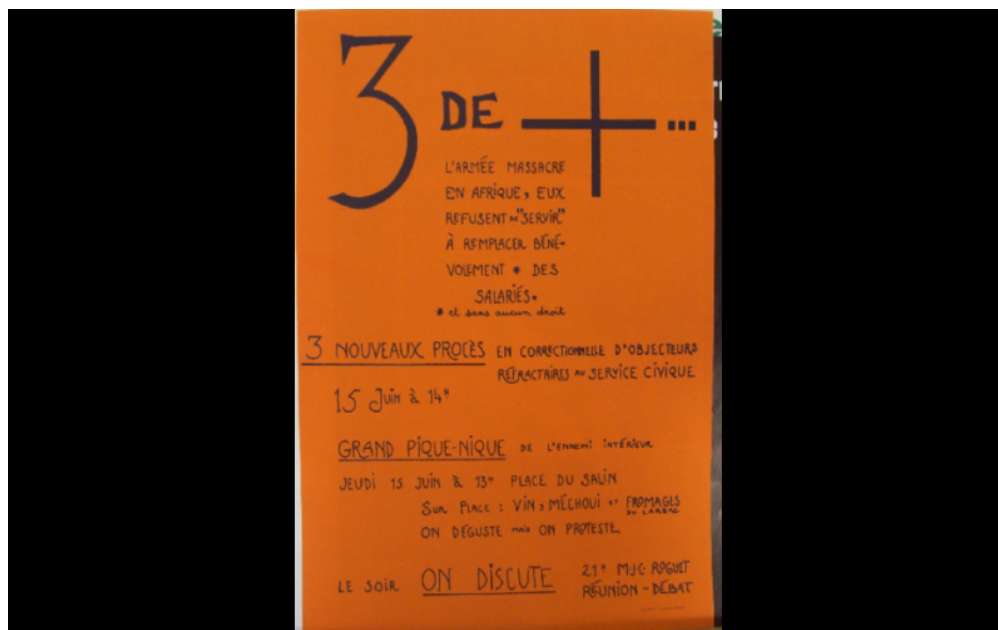 3 DE + ...
L'ARMÉE MASSACRE
EN AFRIQUE, EUX
REFUSENT DE "SERVIR"
À REMPLACER BÉNÉ-
VOLEMENT * DES
SALARIÉS.
* et sans aucun droit
3 NOUVEAUX PROCÈS EN CORRECTIONNELLE D'OBJECTEURS
RÉFRACTAIRES AU SERVICE CIVIQUE
15 Juin à 14H
GRAND PIQUE-NIQUE DE L'ENNEMI INTÉRIEUR
JEUDI 15 JUIN à 13H PLACE DU SALIN
SUR PLACE : VIN, MÉCHOUI ET FROMAGES
DU LARZAC
ON DÉGUSTE MAIS ON PROTESTE
LE SOIR ON DISCUTE 21H M.J.C. ROGUET
RÉUNION - DÉBAT